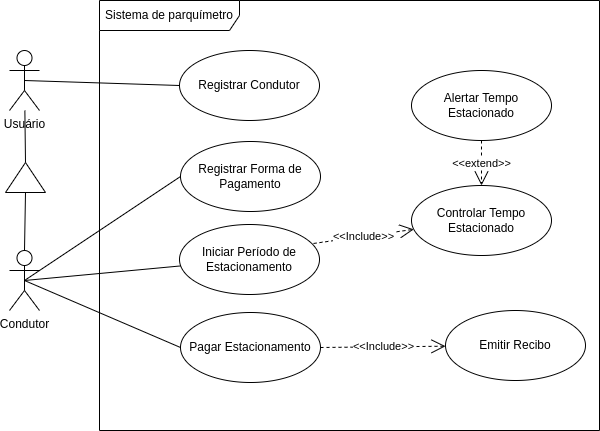 Sistema de parquímetro
Registrar Condutor
Alertar Tempo
Estacionado
Usuário
<<extend>>
Registrar Forma de
Pagamento
Controlar Tempo
Estacionado
<<Include>>
Iniciar Período de
Estacionamento
Condutor
Pagar Estacionamento
<<Include>>
Emitir Recibo